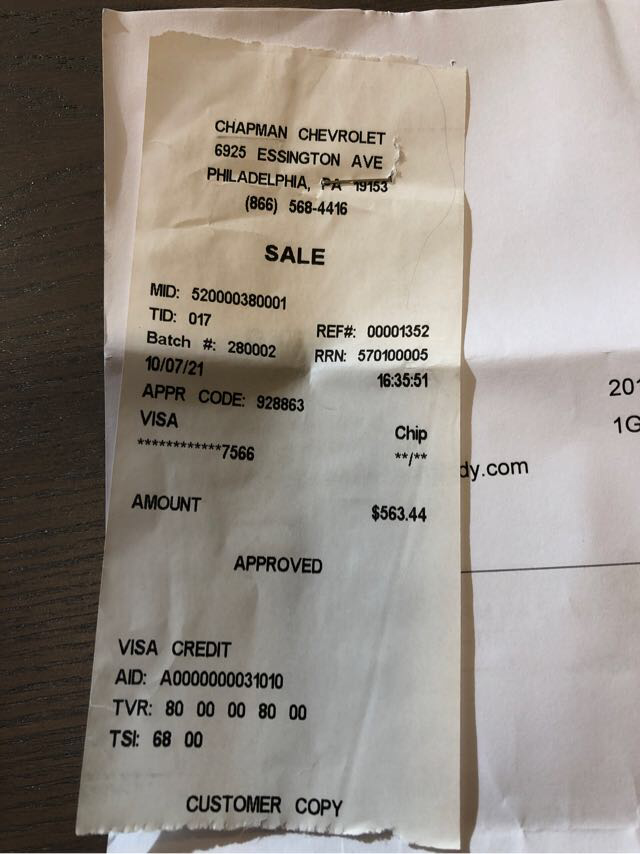 CHAPMAN CHEVROLET
6925 ESSINGTON AVE
PHILADELPHIA, PA 19153
(866) 568-4416
SALE
MID: 520000380001
TID: 017
REF#: 00001352
Batch #: 280002
RRN: 570100005
10/07/21
16:35:51
APPR CODE: 928863
VISA
Chip
************7566
**/**
AMOUNT
$563.44
APPROVED
VISA CREDIT
AID: A0000000031010
TVR: 80 00 00 80 00
TSI: 68 00
CUSTOMER COPY
201
1G
dy.com